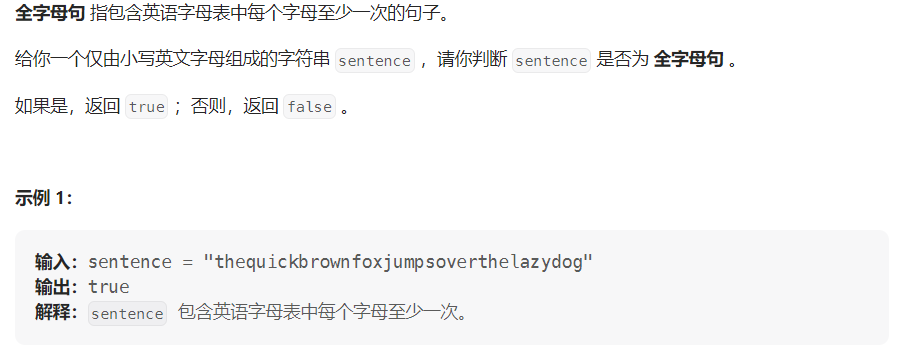 全字母句 指包含英语字母表中每个字母至少一次的句子。
给你一个仅由小写英文字母组成的字符串 sentence ，请你判断 sentence 是否为 全字母句 。
如果是，返回 true ；否则，返回 false 。
示例 1：
输入：sentence = "thequickbrownfoxjumpsoverthelazydog"
输出：true
解释：sentence 包含英语字母表中每个字母至少一次。